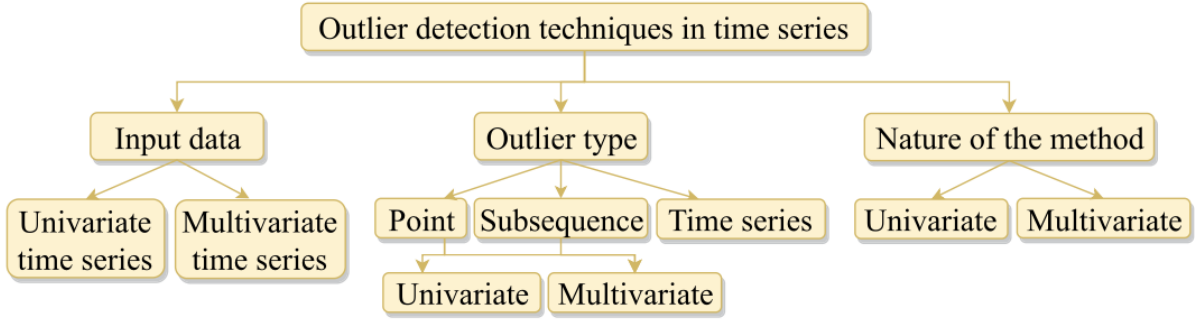 Outlier detection techniques in time series
Input data
Outlier type
Nature of the method
Univariate
time series
Multivariate
time series
Point
Subsequence
Time series
Univariate
Multivariate
Univariate
Multivariate